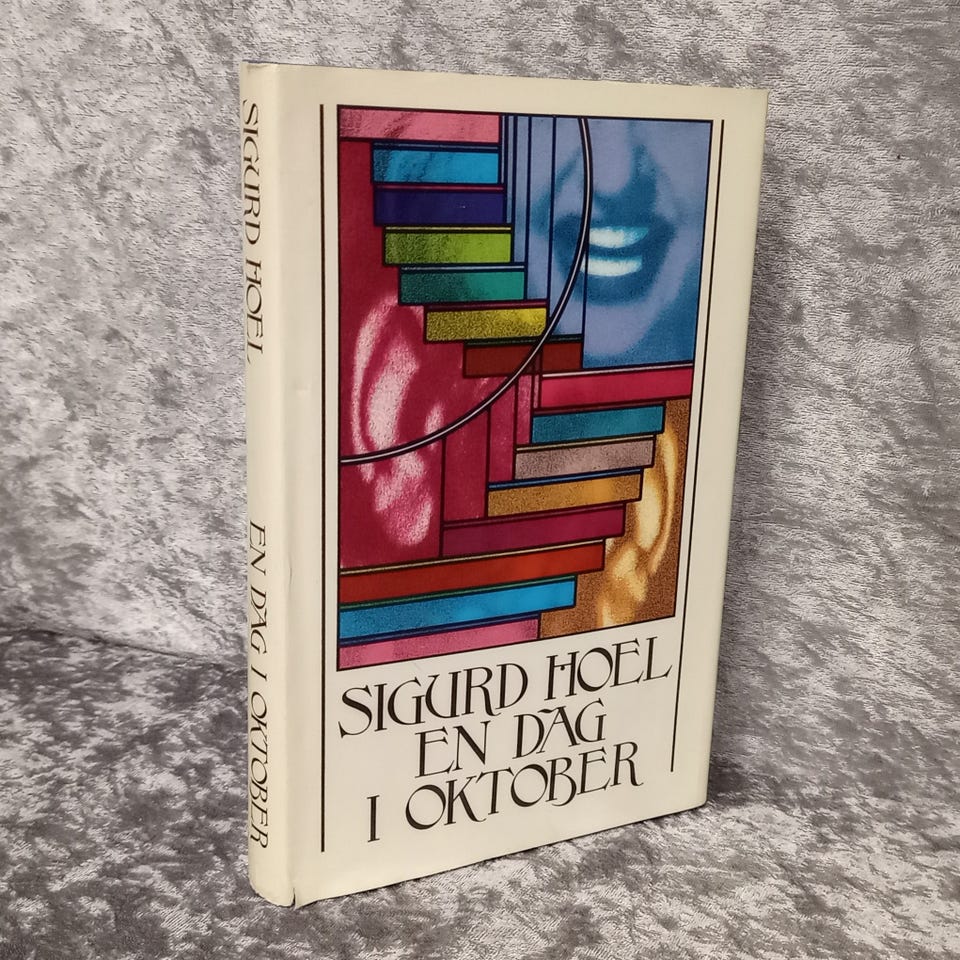 SIGURD HOEL
EN DAG I OKTOBER
SIGURD HOEL
EN DAG
I OKTOBER